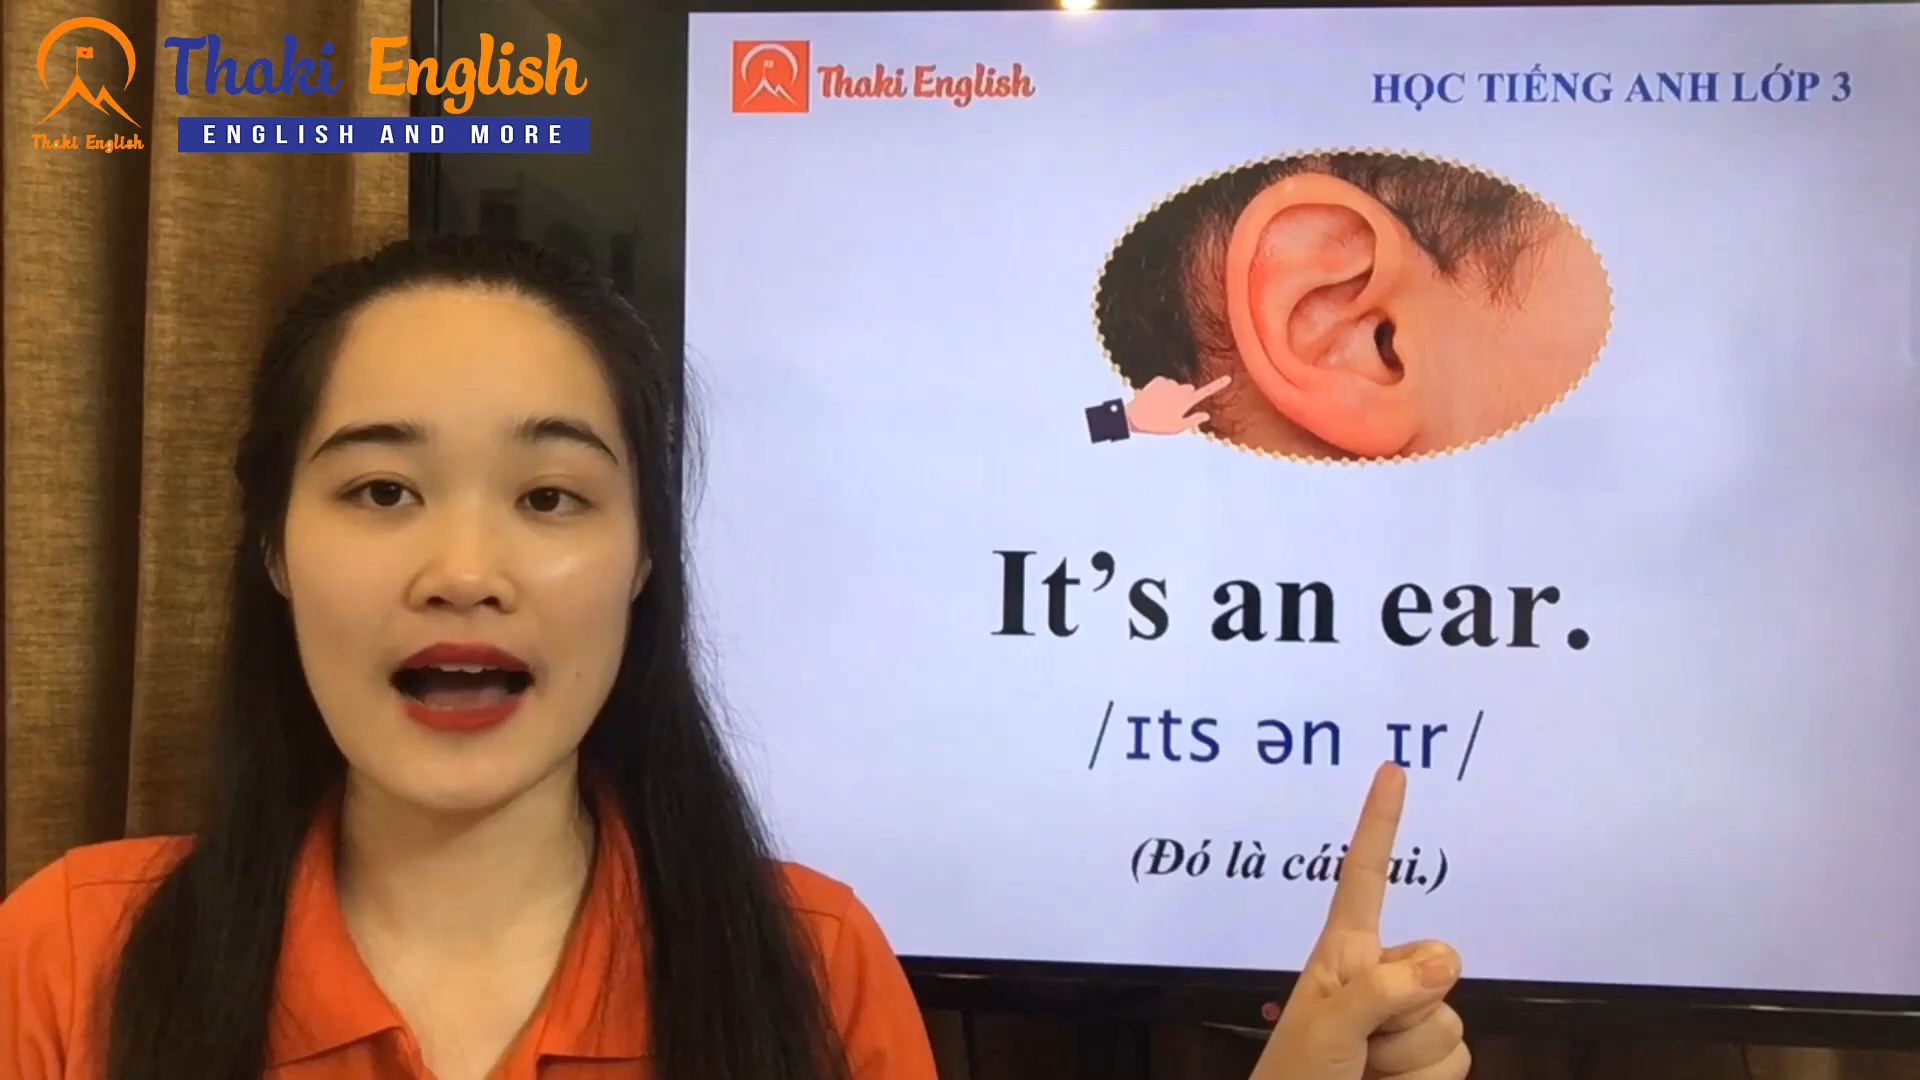 Thaki English
ENGLISH AND MORE
Thaki English
Thaki English
HỌC TIẾNG ANH LỚP 3
It's an ear.
/ɪts ən ɪr/
(Đó là cái